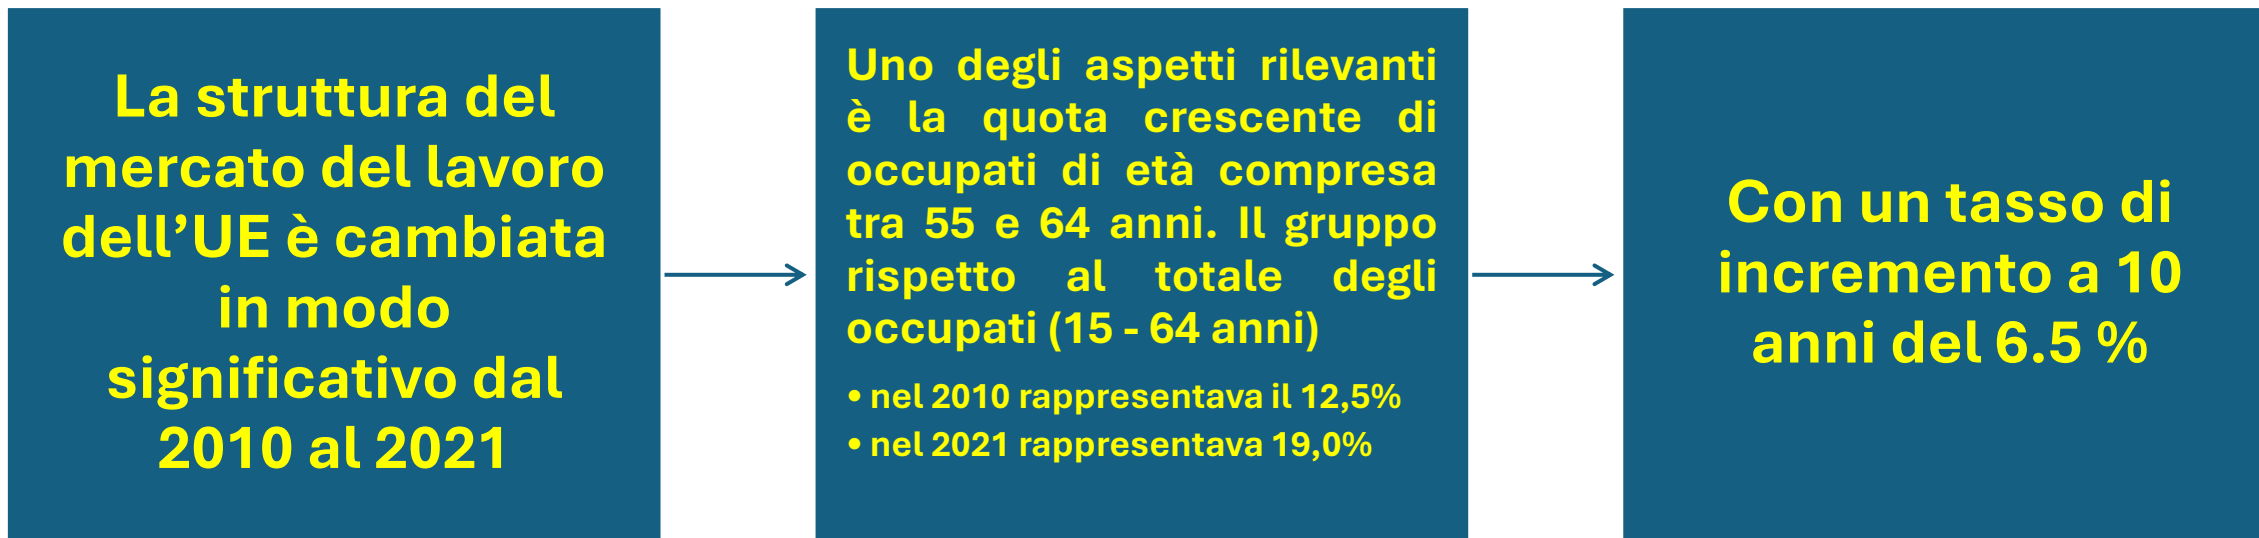 La struttura del
mercato del lavoro
dell’UE è cambiata
in modo
significativo dal
2010 al 2021
Uno degli aspetti rilevanti
è la quota crescente di
occupati di età compresa
tra 55 e 64 anni. Il gruppo
rispetto al totale degli
occupati (15 - 64 anni)
• nel 2010 rappresentava il 12,5%
• nel 2021 rappresentava 19,0%
Con un tasso di
incremento a 10
anni del 6.5 %